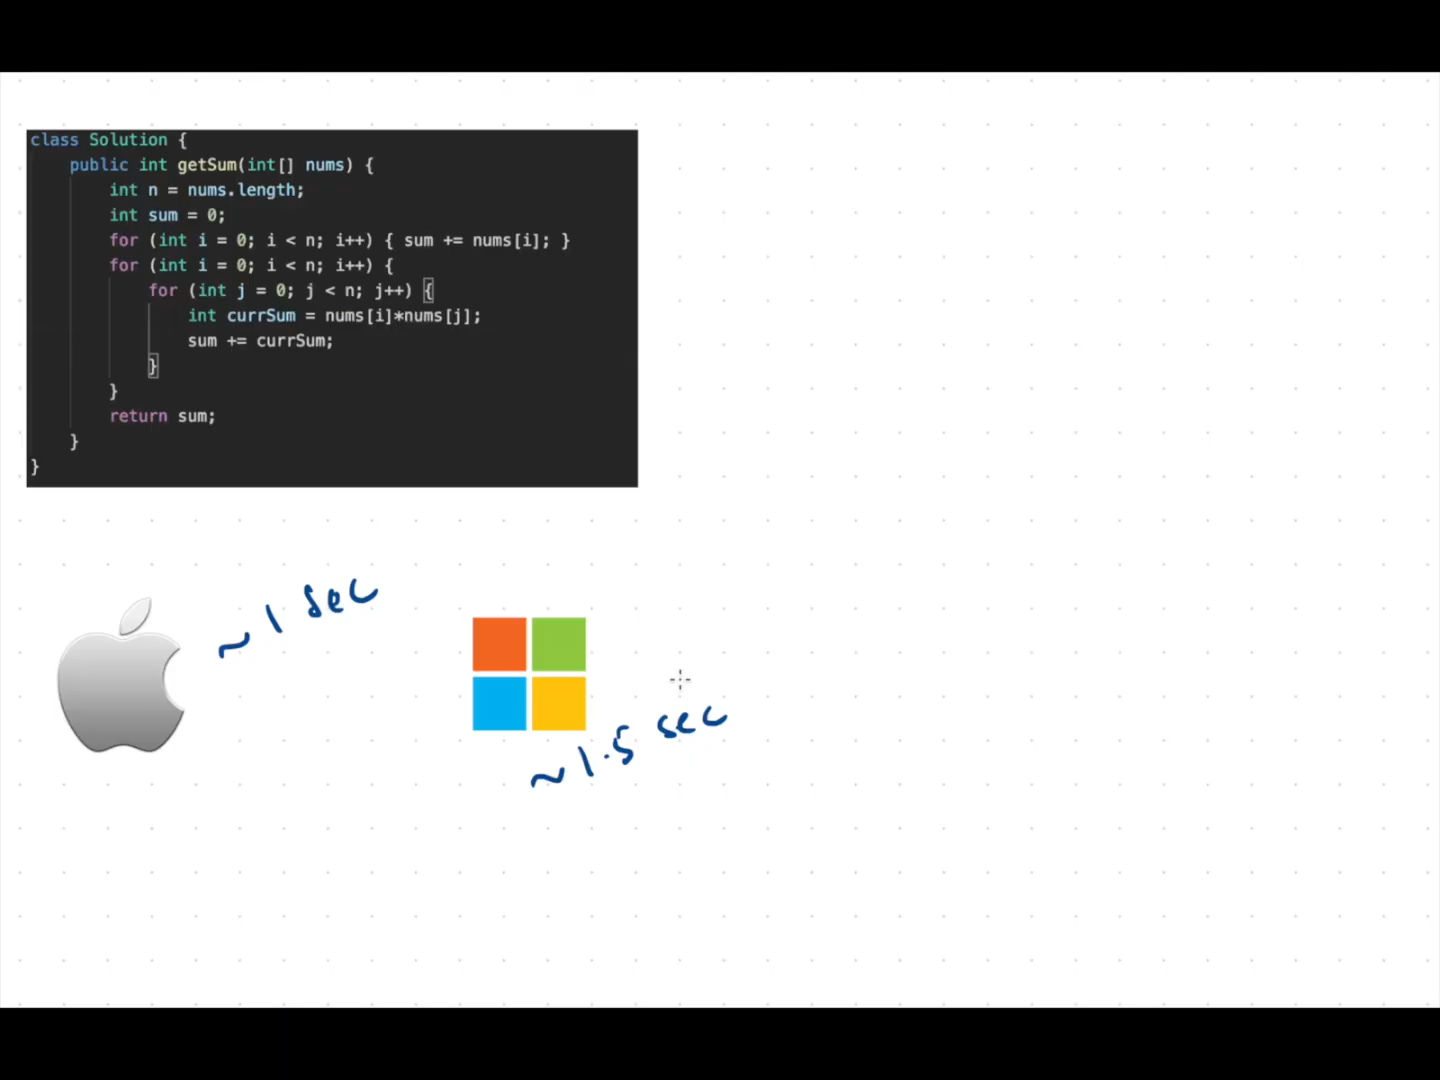 class Solution {
public int getSum(int[] nums) {
int n = nums.length;
int sum = 0;
for (int i = 0; i < n; i++) { sum += nums[i]; }
for (int i = 0; i < n; i++) {
for (int j = 0; j < n; j++) {
int currSum = nums[i]*nums[j];
sum += currSum;
}
}
return sum;
}
}
~ 1 sec
~ 1.5 sec